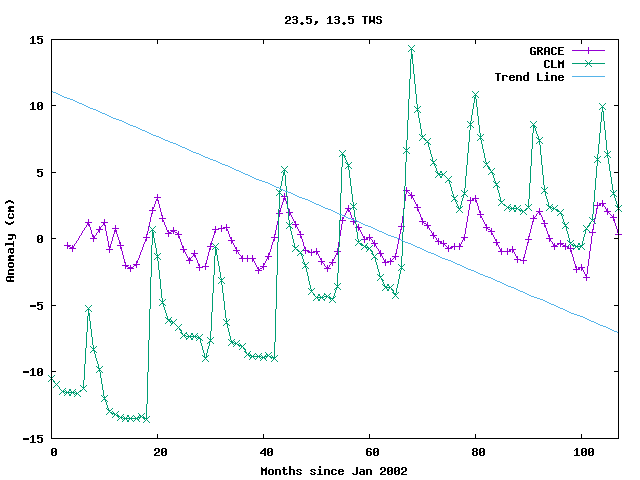 23.5, 13.5 TWS
GRACE
CLM
Trend Line
15
10
5
0
-5
-10
-15
Anomaly (cm)
0 20 40 60 80 100
Months since Jan 2002